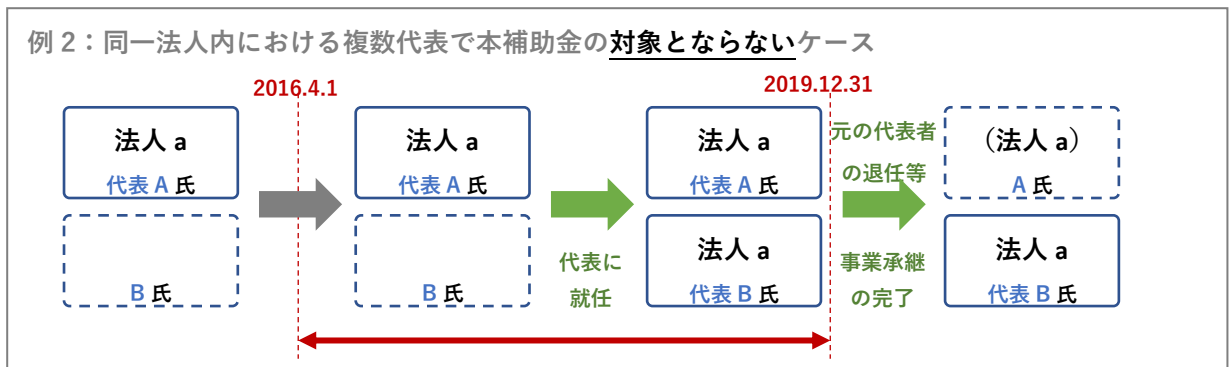 例 2：同一法人内における複数代表で本補助金の対象とならないケース
2016.4.1
2019.12.31
法人 a
代表 A 氏
B 氏
法人 a
代表 A 氏
B 氏
代表に
就任
法人 a
代表 A 氏
法人 a
代表 B 氏
元の代表者
の退任等
事業承継
の完了
（法人 a）
A 氏
法人 a
代表 B 氏